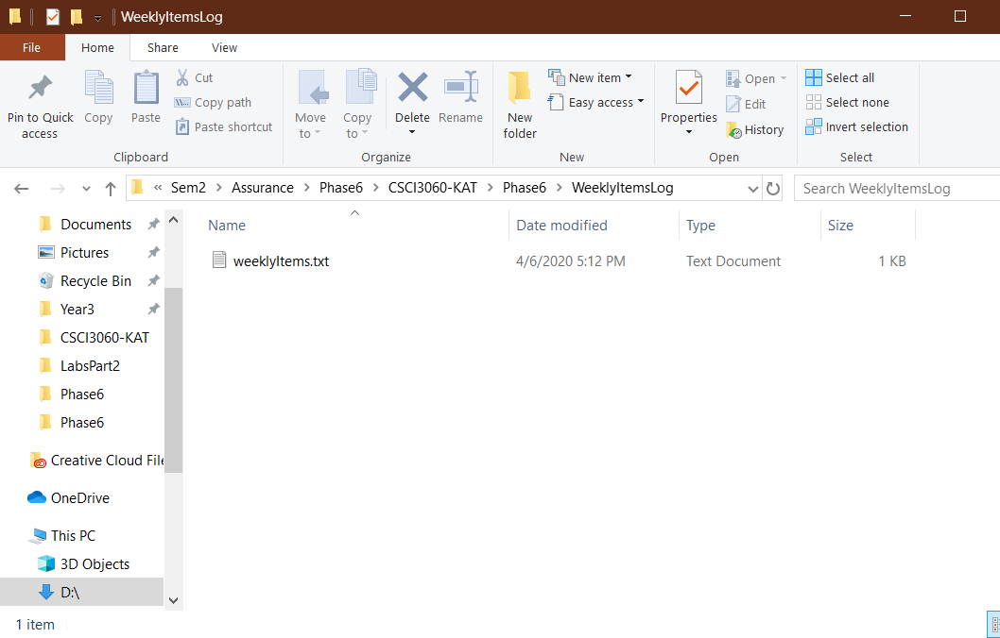 WeeklyItemsLog
File Home Share View
Pin to Quick access
Copy
Paste
Cut
Copy path
Paste shortcut
Clipboard
Move to
Copy to
Delete
Rename
Organize
New folder
New item
Easy access
New
Properties
Open
Edit
History
Open
Select all
Select none
Invert selection
Select
« Sem2 > Assurance > Phase6 > CSCI3060-KAT > Phase6 > WeeklyItemsLog
Search WeeklyItemsLog
Documents
Pictures
Recycle Bin
Year3
CSCI3060-KAT
LabsPart2
Phase6
Phase6
Creative Cloud File
OneDrive
This PC
3D Objects
D:\
Name Date modified Type Size
weeklyItems.txt 4/6/2020 5:12 PM Text Document 1 KB
1 item